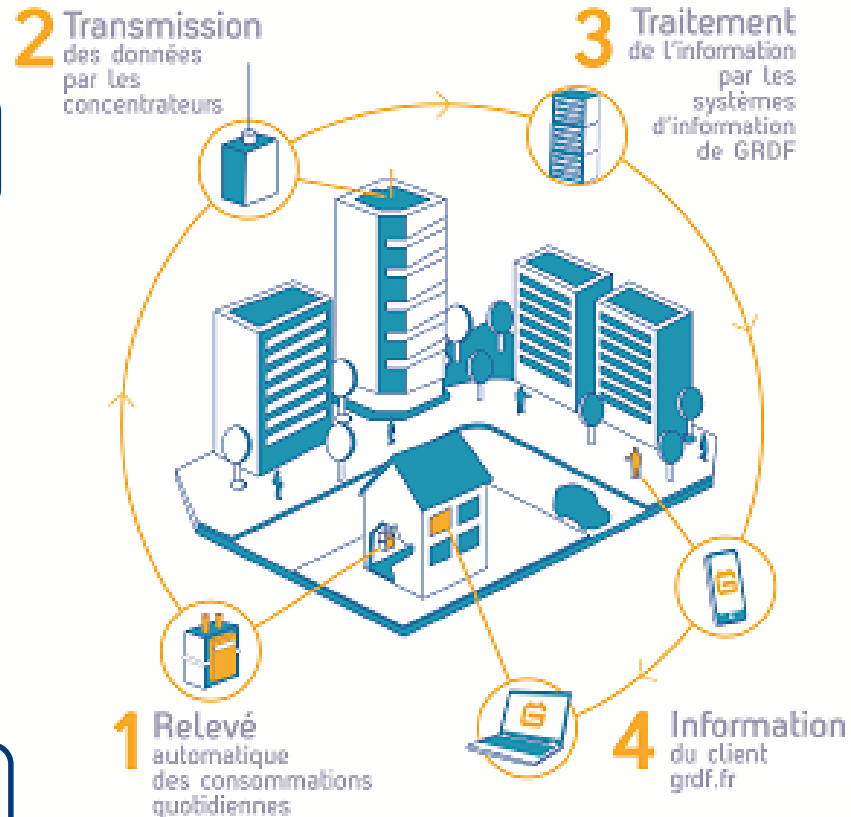 2 Transmission
des données
par les
concentrateurs
3 Traitement
de l'information
par les
systèmes
d'information
de GRDF
1 Relevé
automatique
des consommations
quotidiennes
4 Information
du client
grdf.fr
G
G